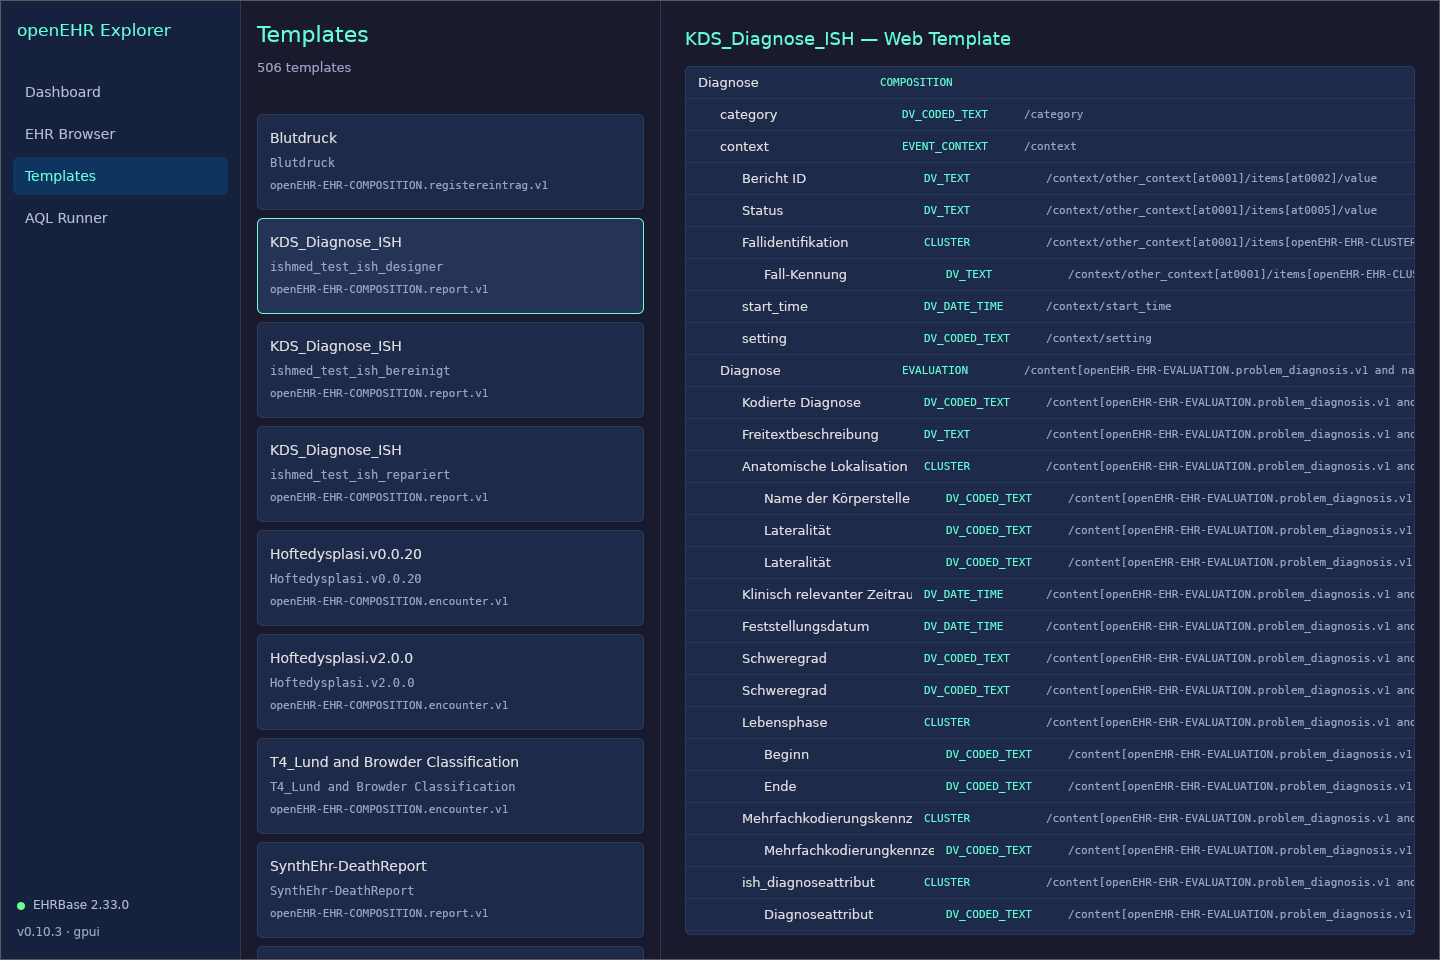 openEHR Explorer
Dashboard
EHR Browser
Templates
AQL Runner
EHRBase 2.33.0
v0.10.3 · gpui
Templates
506 templates
Blutdruck
Blutdruck
openEHR-EHR-COMPOSITION.registereintrag.v1
KDS_Diagnose_ISH
ishmed_test_ish_designer
openEHR-EHR-COMPOSITION.report.v1
KDS_Diagnose_ISH
ishmed_test_ish_bereinigt
openEHR-EHR-COMPOSITION.report.v1
KDS_Diagnose_ISH
ishmed_test_ish_repariert
openEHR-EHR-COMPOSITION.report.v1
Hoftedysplasi.v0.0.20
Hoftedysplasi.v0.0.20
openEHR-EHR-COMPOSITION.encounter.v1
Hoftedysplasi.v2.0.0
Hoftedysplasi.v2.0.0
openEHR-EHR-COMPOSITION.encounter.v1
T4_Lund and Browder Classification
T4_Lund and Browder Classification
openEHR-EHR-COMPOSITION.encounter.v1
SynthEhr-DeathReport
SynthEhr-DeathReport
openEHR-EHR-COMPOSITION.report.v1
KDS_Diagnose_ISH — Web Template
Diagnose COMPOSITION
category DV_CODED_TEXT /category
context EVENT_CONTEXT /context
Bericht ID DV_TEXT /context/other_context[at0001]/items[at0002]/value
Status DV_TEXT /context/other_context[at0001]/items[at0005]/value
Fallidentifikation CLUSTER /context/other_context[at0001]/items[openEHR-EHR-CLUSTER
Fall-Kennung DV_TEXT /context/other_context[at0001]/items[openEHR-EHR-CLUS
start_time DV_DATE_TIME /context/start_time
setting DV_CODED_TEXT /context/setting
Diagnose EVALUATION /content[openEHR-EHR-EVALUATION.problem_diagnosis.v1 and na
Kodierte Diagnose DV_CODED_TEXT /content[openEHR-EHR-EVALUATION.problem_diagnosis.v1 and
Freitextbeschreibung DV_TEXT /content[openEHR-EHR-EVALUATION.problem_diagnosis.v1 and
Anatomische Lokalisation CLUSTER /content[openEHR-EHR-EVALUATION.problem_diagnosis.v1 and
Name der Körperstelle DV_CODED_TEXT /content[openEHR-EHR-EVALUATION.problem_diagnosis.v1
Lateralität DV_CODED_TEXT /content[openEHR-EHR-EVALUATION.problem_diagnosis.v1
Lateralität DV_CODED_TEXT /content[openEHR-EHR-EVALUATION.problem_diagnosis.v1
Klinisch relevanter Zeitrau DV_DATE_TIME /content[openEHR-EHR-EVALUATION.problem_diagnosis.v1 and
Feststellungsdatum DV_DATE_TIME /content[openEHR-EHR-EVALUATION.problem_diagnosis.v1 and
Schweregrad DV_CODED_TEXT /content[openEHR-EHR-EVALUATION.problem_diagnosis.v1 and
Schweregrad DV_CODED_TEXT /content[openEHR-EHR-EVALUATION.problem_diagnosis.v1 and
Lebensphase CLUSTER /content[openEHR-EHR-EVALUATION.problem_diagnosis.v1 and
Beginn DV_CODED_TEXT /content[openEHR-EHR-EVALUATION.problem_diagnosis.v1
Ende DV_CODED_TEXT /content[openEHR-EHR-EVALUATION.problem_diagnosis.v1
Mehrfachkodierungskennz CLUSTER /content[openEHR-EHR-EVALUATION.problem_diagnosis.v1 and
Mehrfachkodierungkennze DV_CODED_TEXT /content[openEHR-EHR-EVALUATION.problem_diagnosis.v1
ish_diagnoseattribut CLUSTER /content[openEHR-EHR-EVALUATION.problem_diagnosis.v1 and
Diagnoseattribut DV_CODED_TEXT /content[openEHR-EHR-EVALUATION.problem_diagnosis.v1